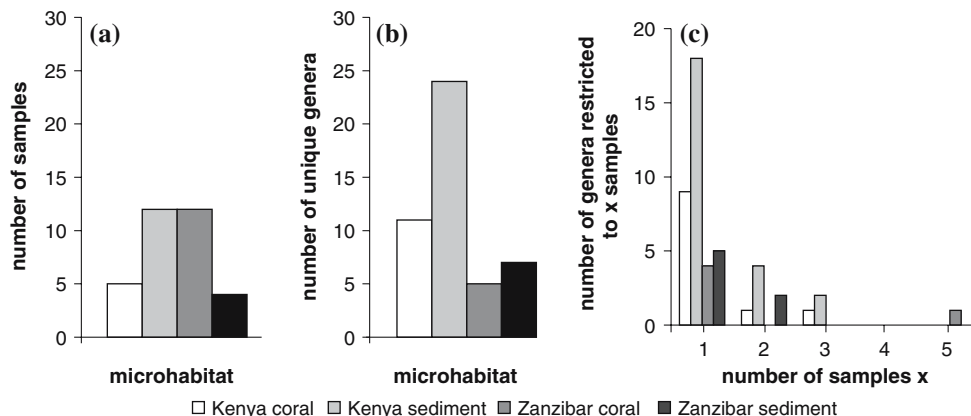 (a)
number of samples
30
25
20
15
10
5
0
microhabitat
(b)
number of unique genera
30
25
20
15
10
5
0
microhabitat
(c)
number of genera restricted
to x samples
20
15
10
5
0
1 2 3 4 5
number of samples x
Kenya coral Kenya sediment Zanzibar coral Zanzibar sediment